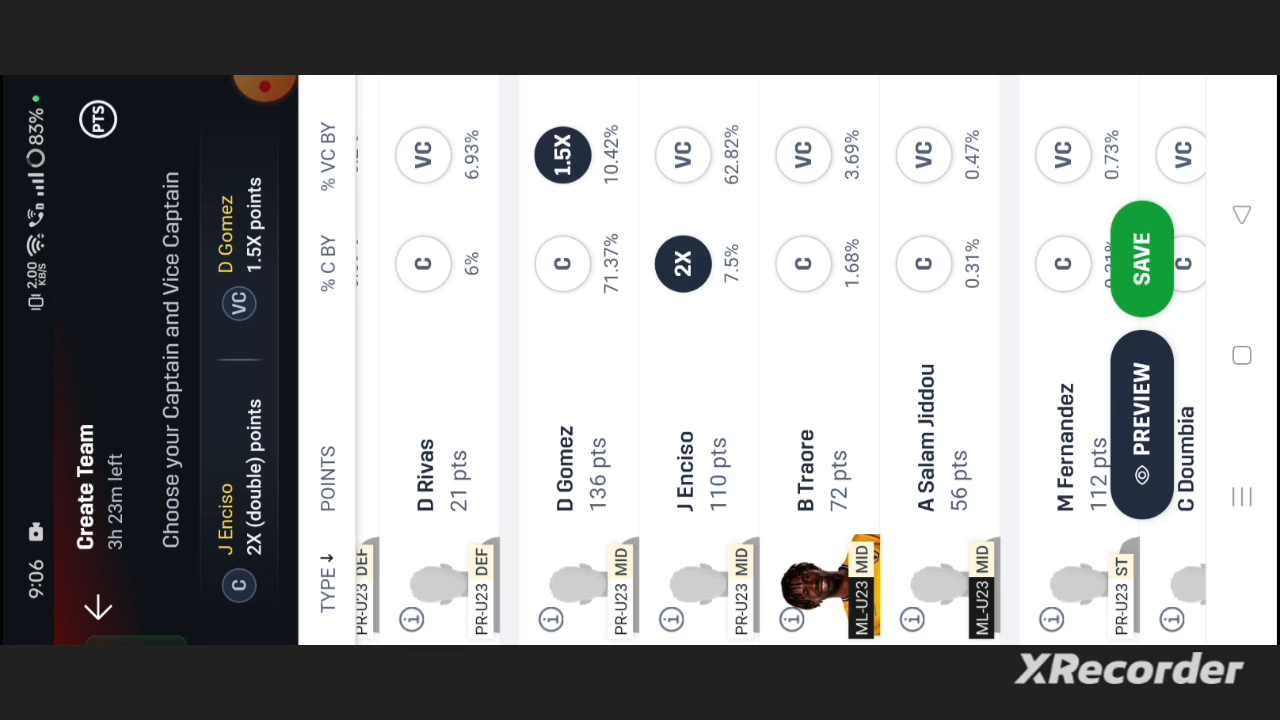 9:06
2.00 KB/S
83%
Create Team
3h 23m left
PTS
Choose your Captain and Vice Captain
C
J Enciso
2X (double) points
VC
D Gomez
1.5X points
TYPE ↓ POINTS % C BY % VC BY
PR-U23 DEF
D Rivas
21 pts
C
6%
VC
6.93%
PR-U23 DEF
D Gomez
136 pts
C
71.37%
1.5X
10.42%
PR-U23 MID
J Enciso
110 pts
2X
7.5%
VC
62.82%
PR-U23 MID
B Traore
72 pts
C
1.68%
VC
3.69%
ML-U23 MID
A Salam Jiddou
56 pts
C
0.31%
VC
0.47%
ML-U23 MID
M Fernandez
112 pts
C
VC
0.73%
PR-U23 ST
C Doumbia
C
VC
PREVIEW
SAVE
XRecorder